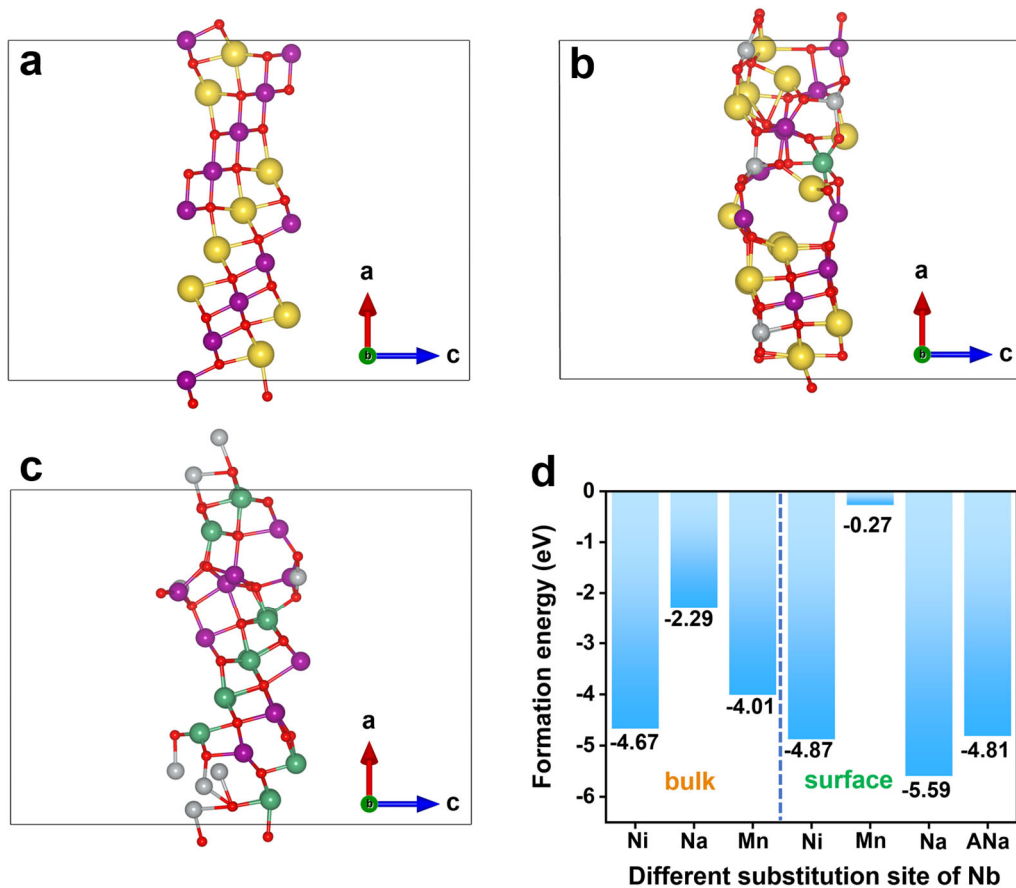 a
a
b
c
b
a
b
c
c
a
b
c
d
Formation energy (eV)
0
-1
-2
-3
-4
-5
-6
-4.67
-2.29
-4.01
-4.87
-0.27
-5.59
-4.81
bulk
surface
Ni Na Mn Ni Mn Na ANa
Different substitution site of Nb